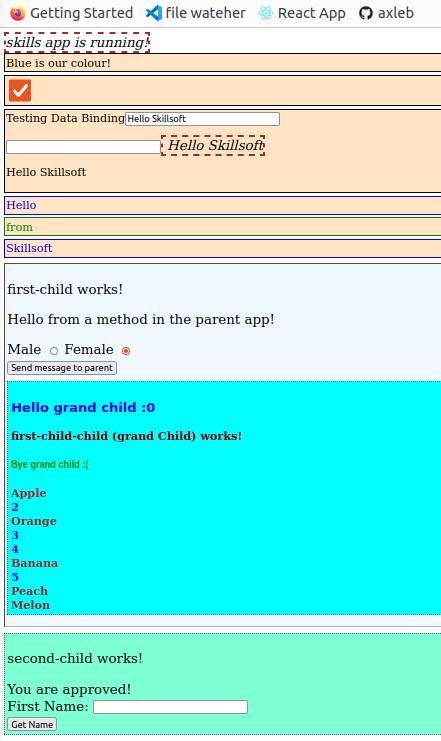 Getting Started file wateher React App axleb
skills app is running!
Blue is our colour!
Testing Data Binding Hello Skillsoft
Hello Skillsoft
Hello Skillsoft
Hello
from
Skillsoft
first-child works!
Hello from a method in the parent app!
Male Female
Send message to parent
Hello grand child :0
first-child-child (grand Child) works!
Bye grand child :(
Apple
2
Orange
3
4
Banana
5
Peach
Melon
second-child works!
You are approved!
First Name:
Get Name